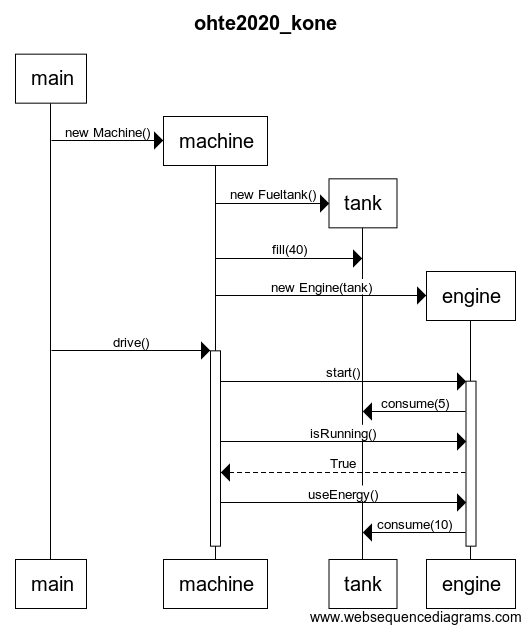 ohte2020_kone
main
new Machine()
machine
new Fueltank()
tank
fill(40)
new Engine(tank)
engine
drive()
start()
consume(5)
isRunning()
True
useEnergy()
consume(10)
main machine tank engine
www.websequencediagrams.com